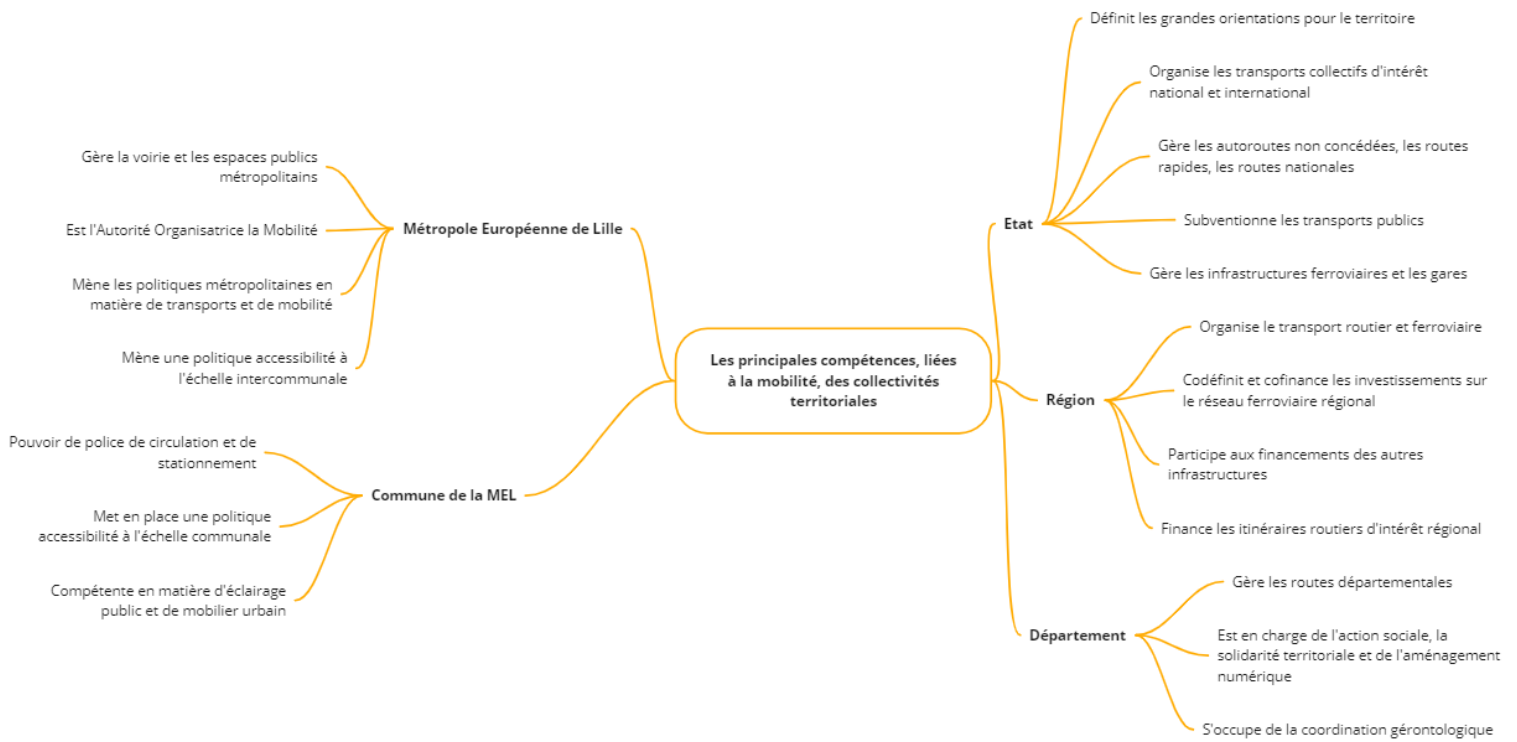 Les principales compétences, liées
à la mobilité, des collectivités
territoriales
Métropole Européenne de Lille
Gère la voirie et les espaces publics
métropolitains
Est l'Autorité Organisatrice la Mobilité
Mène les politiques métropolitaines en
matière de transports et de mobilité
Mène une politique accessibilité à
l'échelle intercommunale
Commune de la MEL
Pouvoir de police de circulation et de
stationnement
Met en place une politique
accessibilité à l'échelle communale
Compétente en matière d'éclairage
public et de mobilier urbain
Etat
Définit les grandes orientations pour le territoire
Organise les transports collectifs d'intérêt
national et international
Gère les autoroutes non concédées, les routes
rapides, les routes nationales
Subventionne les transports publics
Gère les infrastructures ferroviaires et les gares
Région
Organise le transport routier et ferroviaire
Codéfinit et cofinance les investissements sur
le réseau ferroviaire régional
Participe aux financements des autres
infrastructures
Finance les itinéraires routiers d'intérêt régional
Département
Gère les routes départementales
Est en charge de l'action sociale, la
solidarité territoriale et de l'aménagement
numérique
S'occupe de la coordination gérontologique